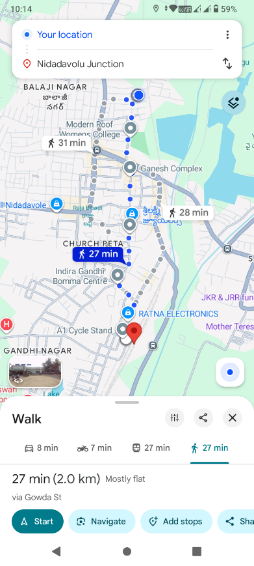 10:14
59%
Your location
Nidadavolu Junction
BALAJI NAGAR
బాలాజీ
నగర్
Modern Roof
Womens College
31 min
Ganesh Complex
Nidadavole
28 min
CHURCH PETA
27 min
Indira Gandhi
Bomma Centre
RATNA ELECTRONICS
JKR & JRR fun
A1 Cycle Stand
Mother Teres
GANDHI NAGAR
Lake
Walk
8 min
7 min
27 min
27 min
27 min (2.0 km) Mostly flat
via Gowda St
Start
Navigate
Add stops
Sha